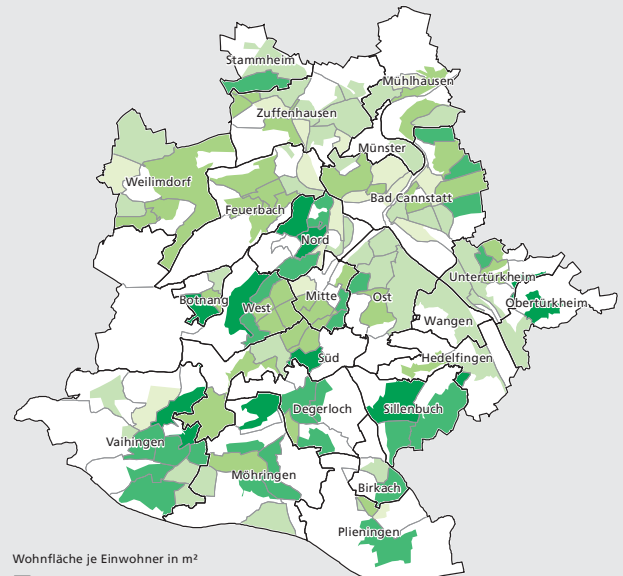 Stammheim
Mühlhausen
Zuffenhausen
Münster
Weilimdorf
Bad Cannstatt
Feuerbach
Nord
Untertürkheim
Botnang
Mitte
Ost
Obertürkheim
West
Wangen
Süd
Hedelfingen
Degerloch
Sillenbuch
Vaihingen
Möhringen
Birkach
Plieningen
Wohnfläche je Einwohner in m²